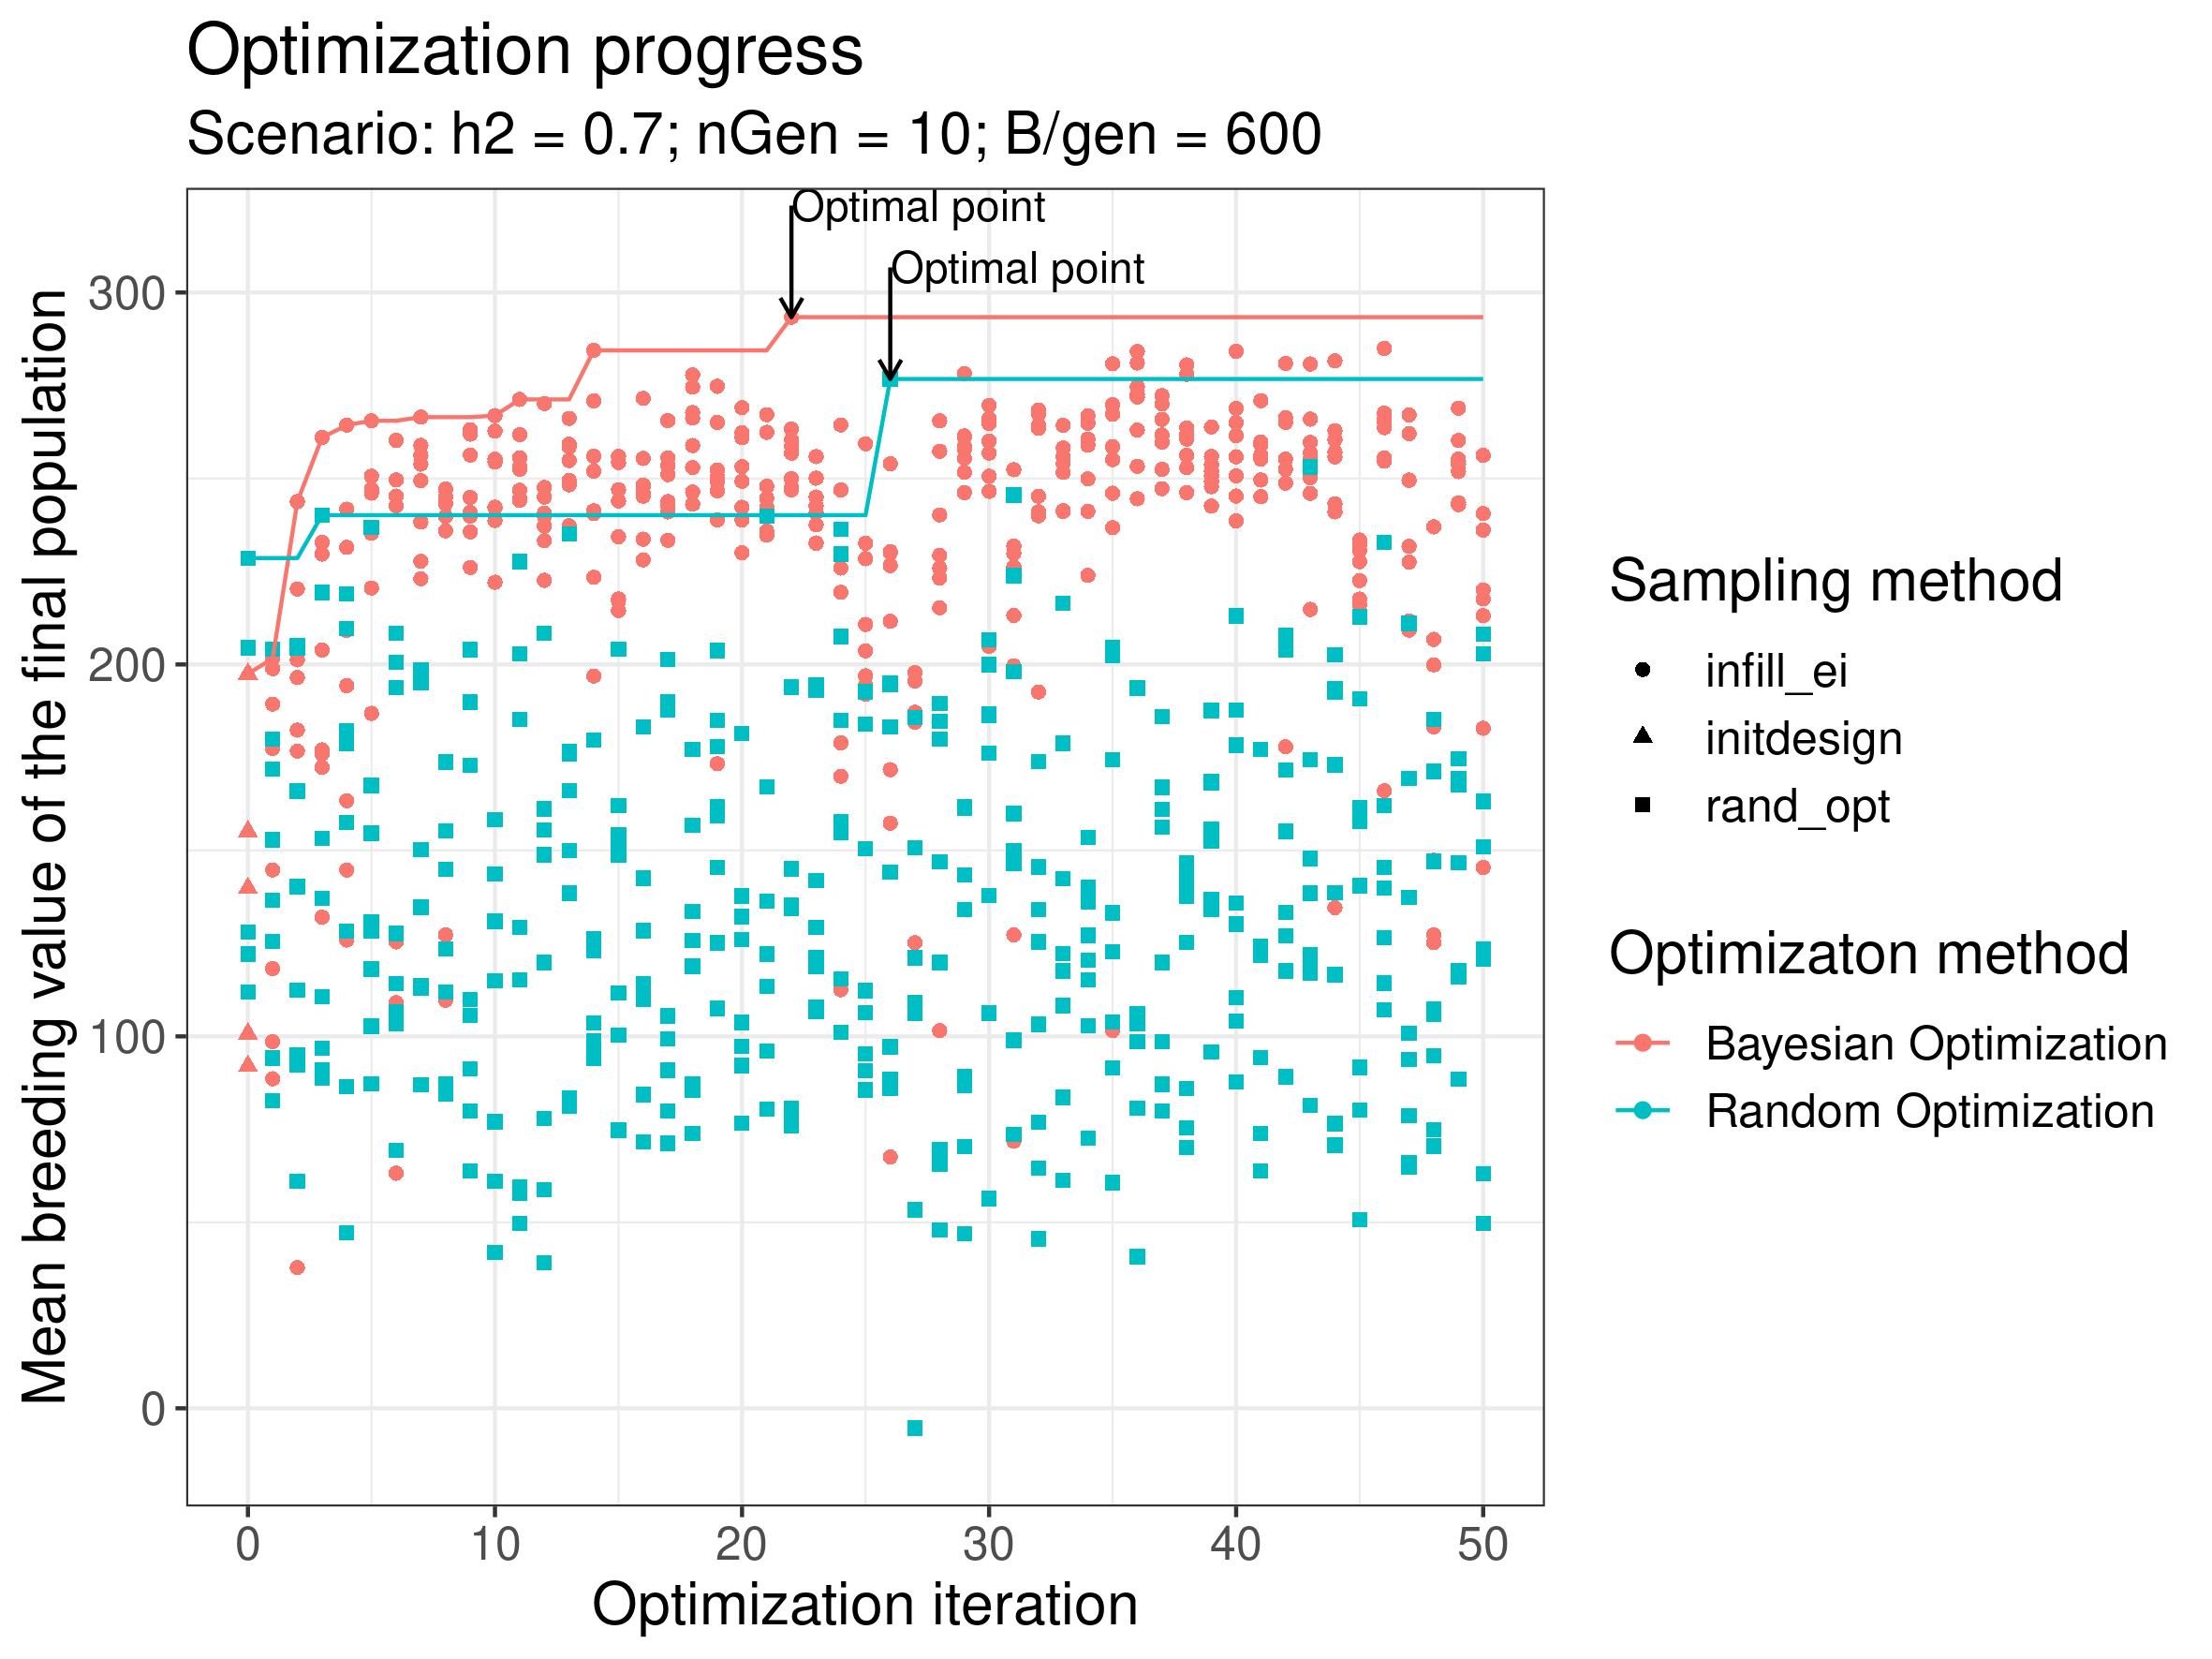 Optimization progress
Scenario: h2 = 0.7; nGen = 10; B/gen = 600
Optimal point
Optimal point
Mean breeding value of the final population
300
200
100
0
0 10 20 30 40 50
Optimization iteration
Sampling method
infill_ei
initdesign
rand_opt
Optimizaton method
Bayesian Optimization
Random Optimization